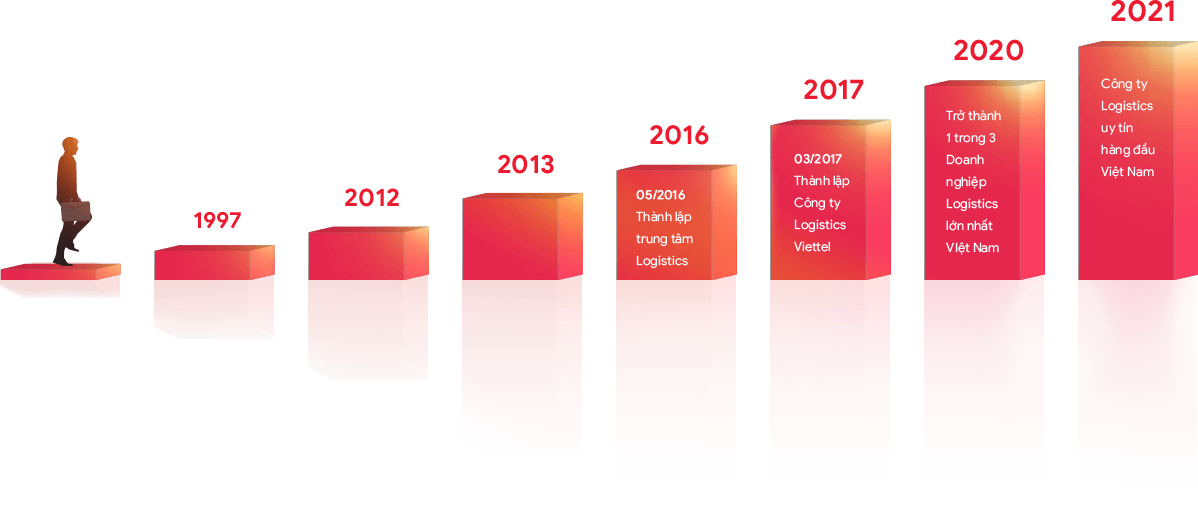 1997
2012
2013
2016
05/2016
Thành lập
trung tâm
Logistics
2017
03/2017
Thành lập
Công ty
Logistics
Viettel
2020
Trở thành
1 trong 3
Doanh
nghiệp
Logistics
lớn nhất
VIệt Nam
2021
Công ty
Logistics
uy tín
hàng đầu
Việt Nam